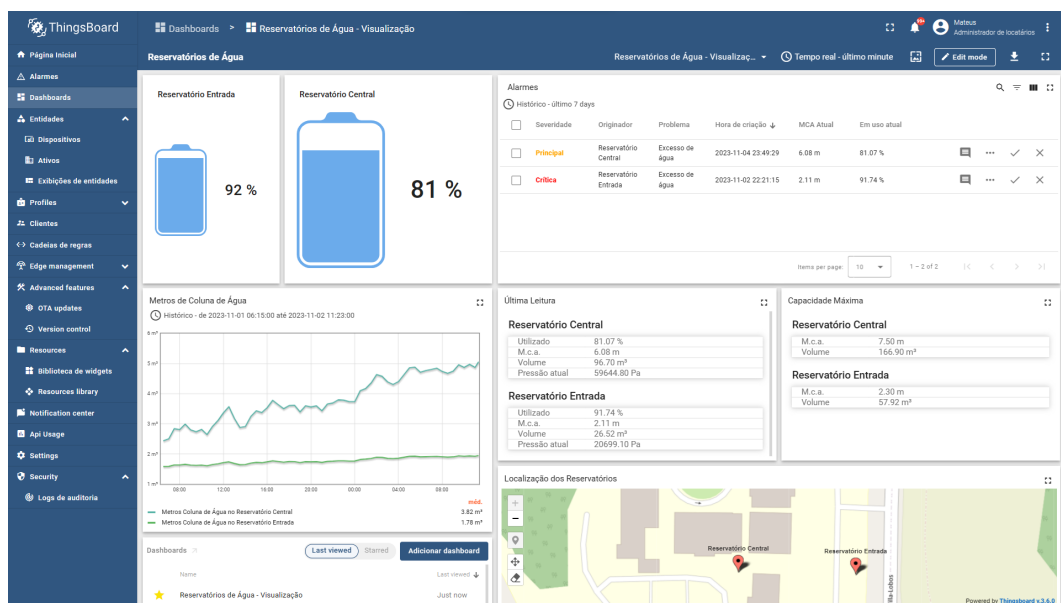 ThingsBoard
Dashboards > Reservatórios de Água - Visualização
99+
Mateus
Administrador de locatários
Página Inicial
Alarmes
Dashboards
Entidades
Dispositivos
Ativos
Exibições de entidades
Profiles
Clientes
Cadeias de regras
Edge management
Advanced features
OTA updates
Version control
Resources
Biblioteca de widgets
Resources library
Notification center
Api Usage
Settings
Security
Logs de auditoria
Reservatórios de Água
Reservatórios de Água - Visualizaç...
Tempo real - último minute
Edit mode
Reservatório Entrada
92 %
Reservatório Central
81 %
Alarmes
Histórico - último 7 days
Severidade Originador Problema Hora de criação MCA Atual Em uso atual
Principal Reservatório Central Excesso de água 2023-11-04 23:49:29 6.08 m 81.07 %
Crítica Reservatório Entrada Excesso de água 2023-11-02 22:21:15 2.11 m 91.74 %
Items per page: 10 1 – 2 of 2
Metros de Coluna de Água
Histórico - de 2023-11-01 06:15:00 até 2023-11-02 11:23:00
6 m³
5 m³
4 m³
3 m³
2 m³
1 m³
08:00 12:00 16:00 20:00 00:00 04:00 08:00
méd.
Metros Coluna de Água no Reservatório Central 3.82 m³
Metros Coluna de Água no Reservatório Entrada 1.78 m³
Última Leitura
Reservatório Central
Utilizado 81.07 %
M.c.a. 6.08 m
Volume 96.70 m³
Pressão atual 59644.80 Pa
Reservatório Entrada
Utilizado 91.74 %
M.c.a. 2.11 m
Volume 26.52 m³
Pressão atual 20699.10 Pa
Capacidade Máxima
Reservatório Central
M.c.a. 7.50 m
Volume 166.90 m³
Reservatório Entrada
M.c.a. 2.30 m
Volume 57.92 m³
Dashboards
Last viewed Starred
Adicionar dashboard
Name Last viewed
Reservatórios de Água - Visualização Just now
Localização dos Reservatórios
Reservatório Central
Reservatório Entrada
Villa-Lobos
Powered by Thingsboard v.3.6.0